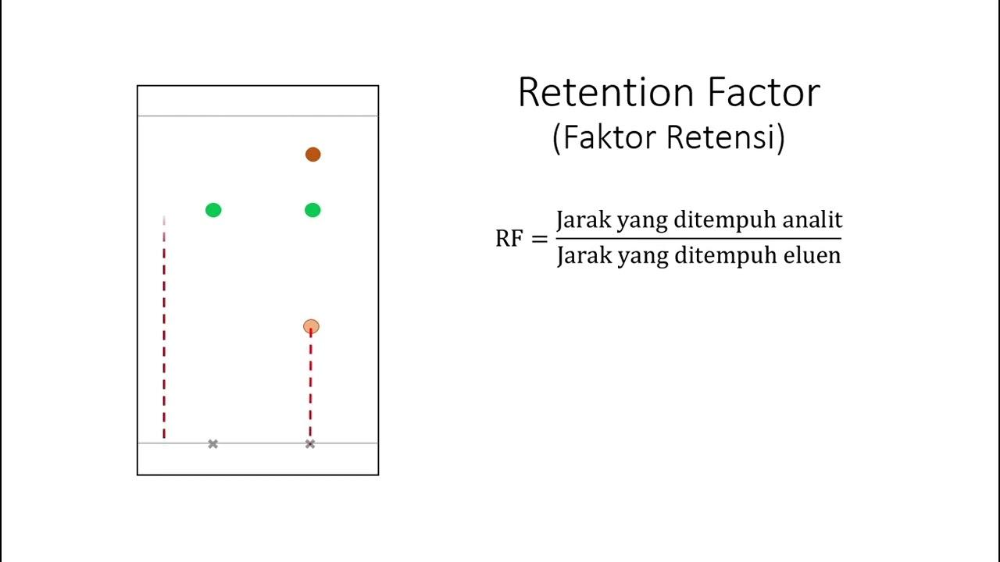 Retention Factor
(Faktor Retensi)
RF = Jarak yang ditempuh analit
Jarak yang ditempuh eluen